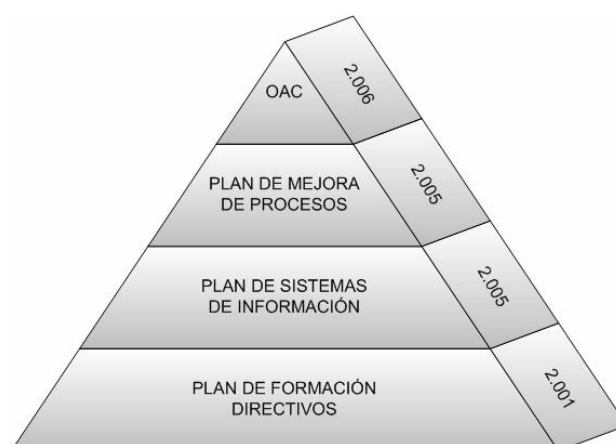 OAC
2.006
PLAN DE MEJORA
DE PROCESOS
2.005
PLAN DE SISTEMAS
DE INFORMACIÓN
2.005
PLAN DE FORMACIÓN
DIRECTIVOS
2.001